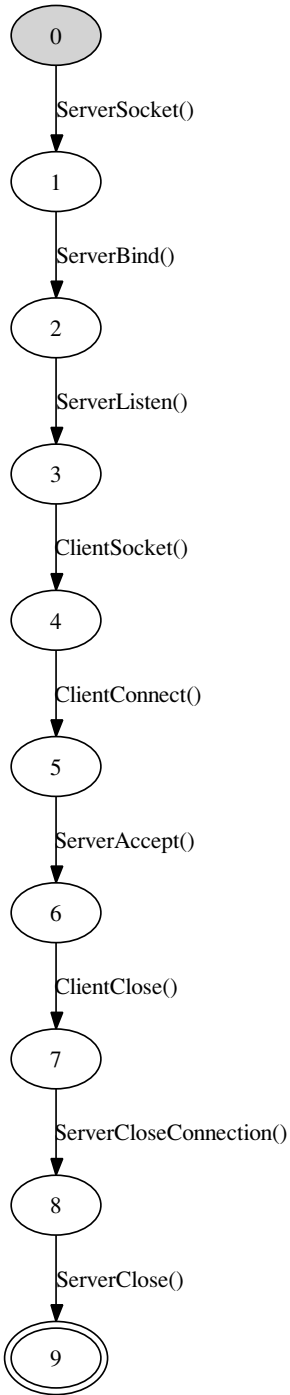 0
ServerSocket()
1
ServerBind()
2
ServerListen()
3
ClientSocket()
4
ClientConnect()
5
ServerAccept()
6
ClientClose()
7
ServerCloseConnection()
8
ServerClose()
9